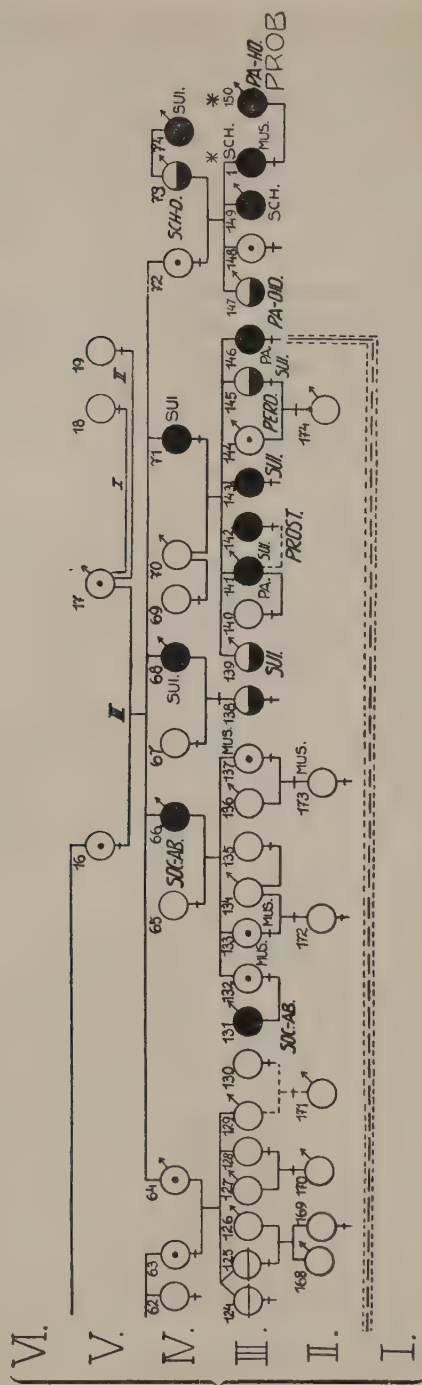 VI.
V. 16 17 18 19
III I II
IV. 62 63 64 65 66 67 68 69 70 71 72 73 74
SOC-AB. SUI. SUI SCH-D. SUI.
III. 124 125 126 127 128 129 130 131 132 133 134 135 136 137 138 139 140 141 142 143 144 145 146 147 148 149 1 150
SOC-AB. MUS. MUS. MUS. SUI. PA. SUI. PROST. SUI. PERD. SUI. PA. PA-DHD. SCH. SCH. MUS. PA-HD.
* *
PROB
II. 168 169 170 171 172 173 174
MUS.
I.